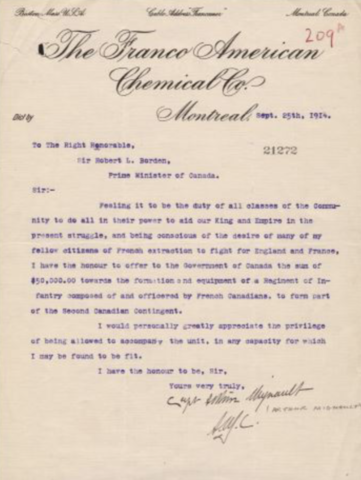 Boston, Mass. U.S.A.
Cable Address "Francoamer"
Montreal, Canada
209A
The Franco American
Chemical Co.
Dic'd by
Montreal, Sept. 25th, 1914.
To The Right Honorable,
21272
Sir Robert L. Borden,
Prime Minister of Canada.
Sir:-
Feeling it to be the duty of all classes of the Commu-
nity to do all in their power to aid our King and Empire in the
present struggle, and being conscious of the desire of many of my
fellow citizens of French extraction to fight for England and France,
I have the honour to offer to the Government of Canada the sum of
$50,000.00 towards the formation and equipment of a Regiment of In-
fantry composed of and officered by French Canadians, to form part
of the Second Canadian Contingent.
I would personally greatly appreciate the privilege
of being allowed to accompany the unit, in any capacity for which
I may be found to be fit.
I have the honour to be, Sir,
Yours very truly,
Capt Arthur Mignault
(ARTHUR MIGNAULT)
A.M.C.